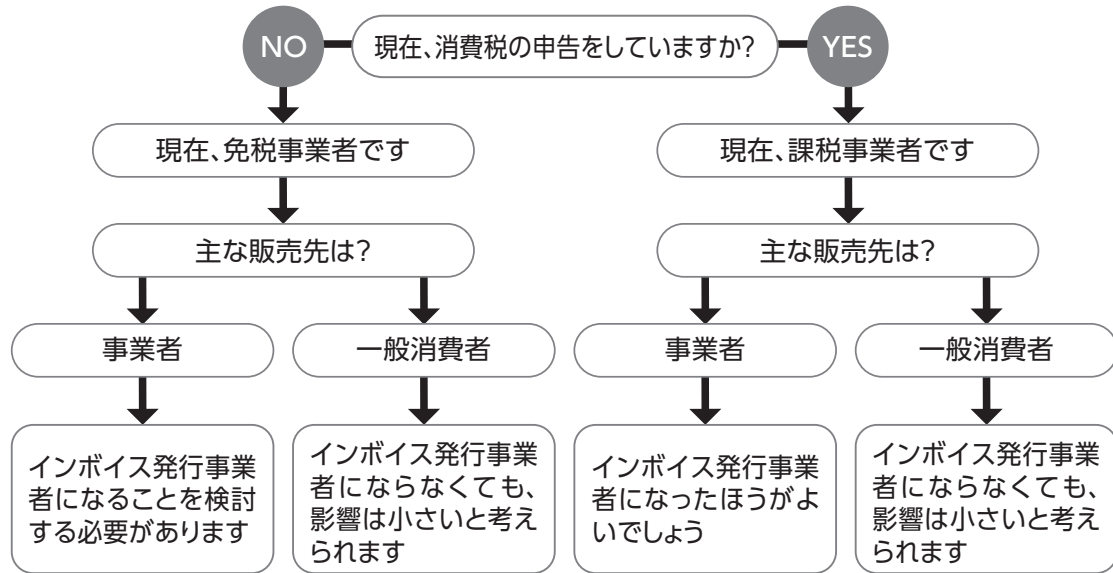 NO
現在、消費税の申告をしていますか?
YES
現在、免税事業者です
現在、課税事業者です
主な販売先は?
主な販売先は?
事業者
一般消費者
事業者
一般消費者
インボイス発行事業
者になることを検討
する必要があります
インボイス発行事業
者にならなくても、
影響は小さいと考え
られます
インボイス発行事業
者になったほうがよ
いでしょう
インボイス発行事業
者にならなくても、
影響は小さいと考え
られます